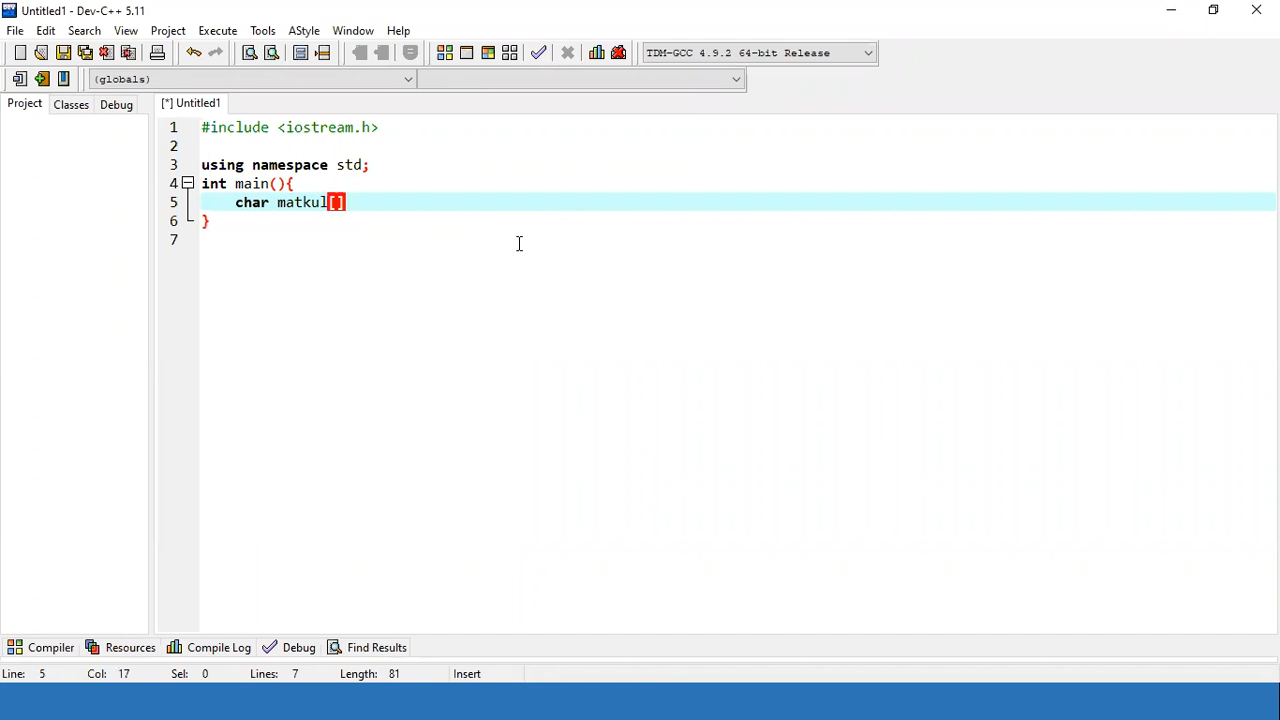 Untitled1 - Dev-C++ 5.11
File Edit Search View Project Execute Tools AStyle Window Help
TDM-GCC 4.9.2 64-bit Release
(globals)
Project Classes Debug [*] Untitled1
1 #include <iostream.h>
2
3 using namespace std;
4 int main(){
5 char matkul[]
6 }
7
Compiler Resources Compile Log Debug Find Results
Line: 5 Col: 17 Sel: 0 Lines: 7 Length: 81 Insert